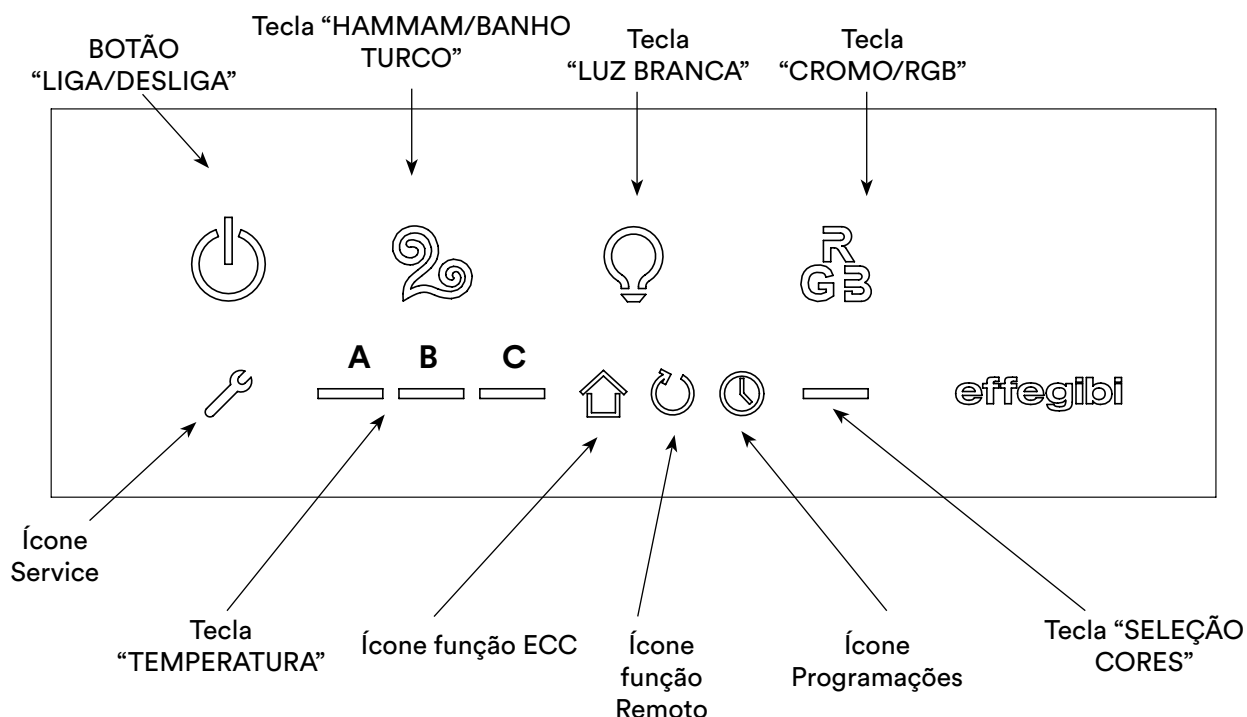 BOTÃO
“LIGA/DESLIGA”
Tecla “HAMMAM/BANHO
TURCO”
Tecla
“LUZ BRANCA”
Tecla
“CROMO/RGB”
R
GB
A B C
effegibi
Ícone
Service
Tecla
“TEMPERATURA”
Ícone função ECC
Ícone
função
Remoto
Ícone
Programações
Tecla “SELEÇÃO
CORES”